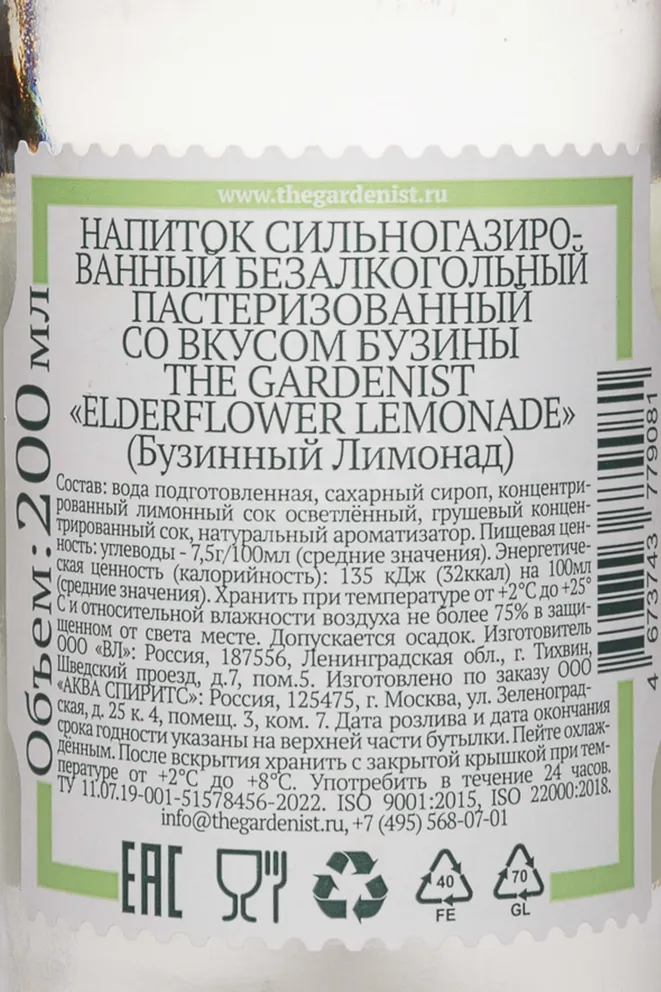 www.thegardenist.ru
НАПИТОК СИЛЬНОГАЗИРО-
ВАННЫЙ БЕЗАЛКОГОЛЬНЫЙ
ПАСТЕРИЗОВАННЫЙ
СО ВКУСОМ БУЗИНЫ
THE GARDENIST
«ELDERFLOWER LEMONADE»
(Бузинный Лимонад)
Состав: вода подготовленная, сахарный сироп, концентри-
рованный лимонный сок осветлённый, грушевый концен-
трированный сок, натуральный ароматизатор. Пищевая цен-
ность: углеводы - 7,5г/100мл (средние значения). Энергетиче-
ская ценность (калорийность): 135 кДж (32ккал) на 100мл
(средние значения). Хранить при температуре от +2°С до +25°
С и относительной влажности воздуха не более 75% в защи-
щенном от света месте. Допускается осадок. Изготовитель
ООО «ВЛ»: Россия, 187556, Ленинградская обл., г. Тихвин,
Шведский проезд, д.7, пом.5. Изготовлено по заказу ООО
«АКВА СПИРИТС»: Россия, 125475, г. Москва, ул. Зеленоград-
ская, д. 25 к. 4, помещ. 3, ком. 7. Дата розлива и дата окончания
срока годности указаны на верхней части бутылки. Пейте охлаж-
дённым. После вскрытия хранить с закрытой крышкой при тем-
пературе от +2°С до +8°С. Употребить в течение 24 часов.
ТУ 11.07.19-001-51578456-2022. ISO 9001:2015, ISO 22000:2018.
info@thegardenist.ru, +7 (495) 568-07-01
Объем: 200 мл
4 673743 779081
EAC
40
FE
70
GL